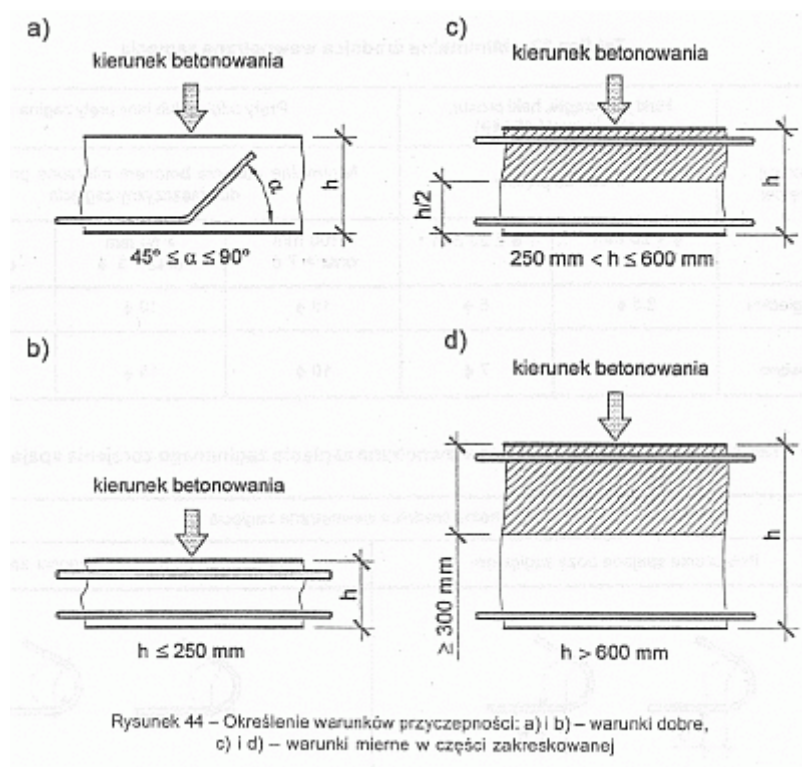 a)
kierunek betonowania
h
α
45° ≤ α ≤ 90°
b)
kierunek betonowania
h
h ≤ 250 mm
c)
kierunek betonowania
h/2
h
250 mm < h ≤ 600 mm
d)
kierunek betonowania
≥ 300 mm
h
h > 600 mm
Rysunek 44 – Określenie warunków przyczepności: a) i b) – warunki dobre,
c) i d) – warunki mierne w części zakreskowanej